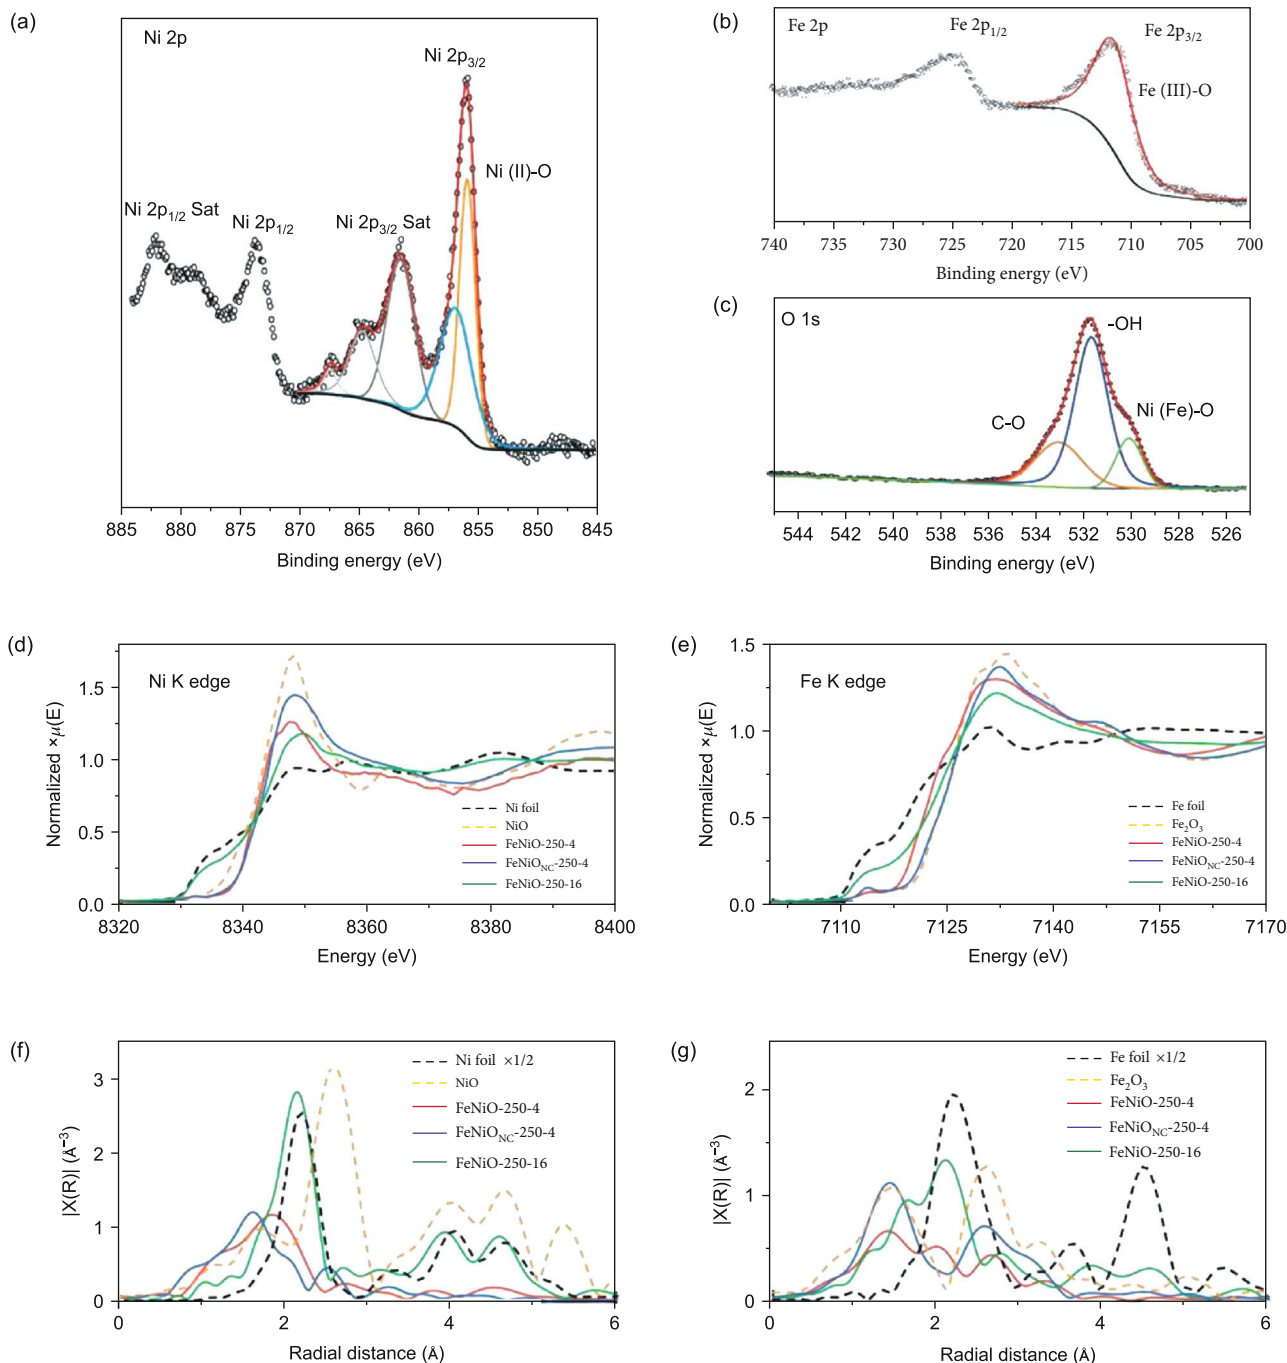 (a)
Ni 2p
Ni 2p3/2
Ni (II)-O
Ni 2p1/2 Sat
Ni 2p1/2
Ni 2p3/2 Sat
885 880 875 870 865 860 855 850 845
Binding energy (eV)
(b)
Fe 2p
Fe 2p1/2
Fe 2p3/2
Fe (III)-O
740 735 730 725 720 715 710 705 700
Binding energy (eV)
(c)
O 1s
-OH
C-O
Ni (Fe)-O
544 542 540 538 536 534 532 530 528 526
Binding energy (eV)
(d)
Ni K edge
Normalized ×μ(E)
1.5
1.0
0.5
0.0
Ni foil
NiO
FeNiO-250-4
FeNiONC-250-4
FeNiO-250-16
8320 8340 8360 8380 8400
Energy (eV)
(e)
Fe K edge
Normalized ×μ(E)
1.5
1.0
0.5
0.0
Fe foil
Fe2O3
FeNiO-250-4
FeNiONC-250-4
FeNiO-250-16
7110 7125 7140 7155 7170
Energy (eV)
(f)
|X(R)| (Å−3)
3
2
1
0
Ni foil ×1/2
NiO
FeNiO-250-4
FeNiONC-250-4
FeNiO-250-16
0 2 4 6
Radial distance (Å)
(g)
|X(R)| (Å−3)
2
1
0
Fe foil ×1/2
Fe2O3
FeNiO-250-4
FeNiONC-250-4
FeNiO-250-16
0 2 4 6
Radial distance (Å)